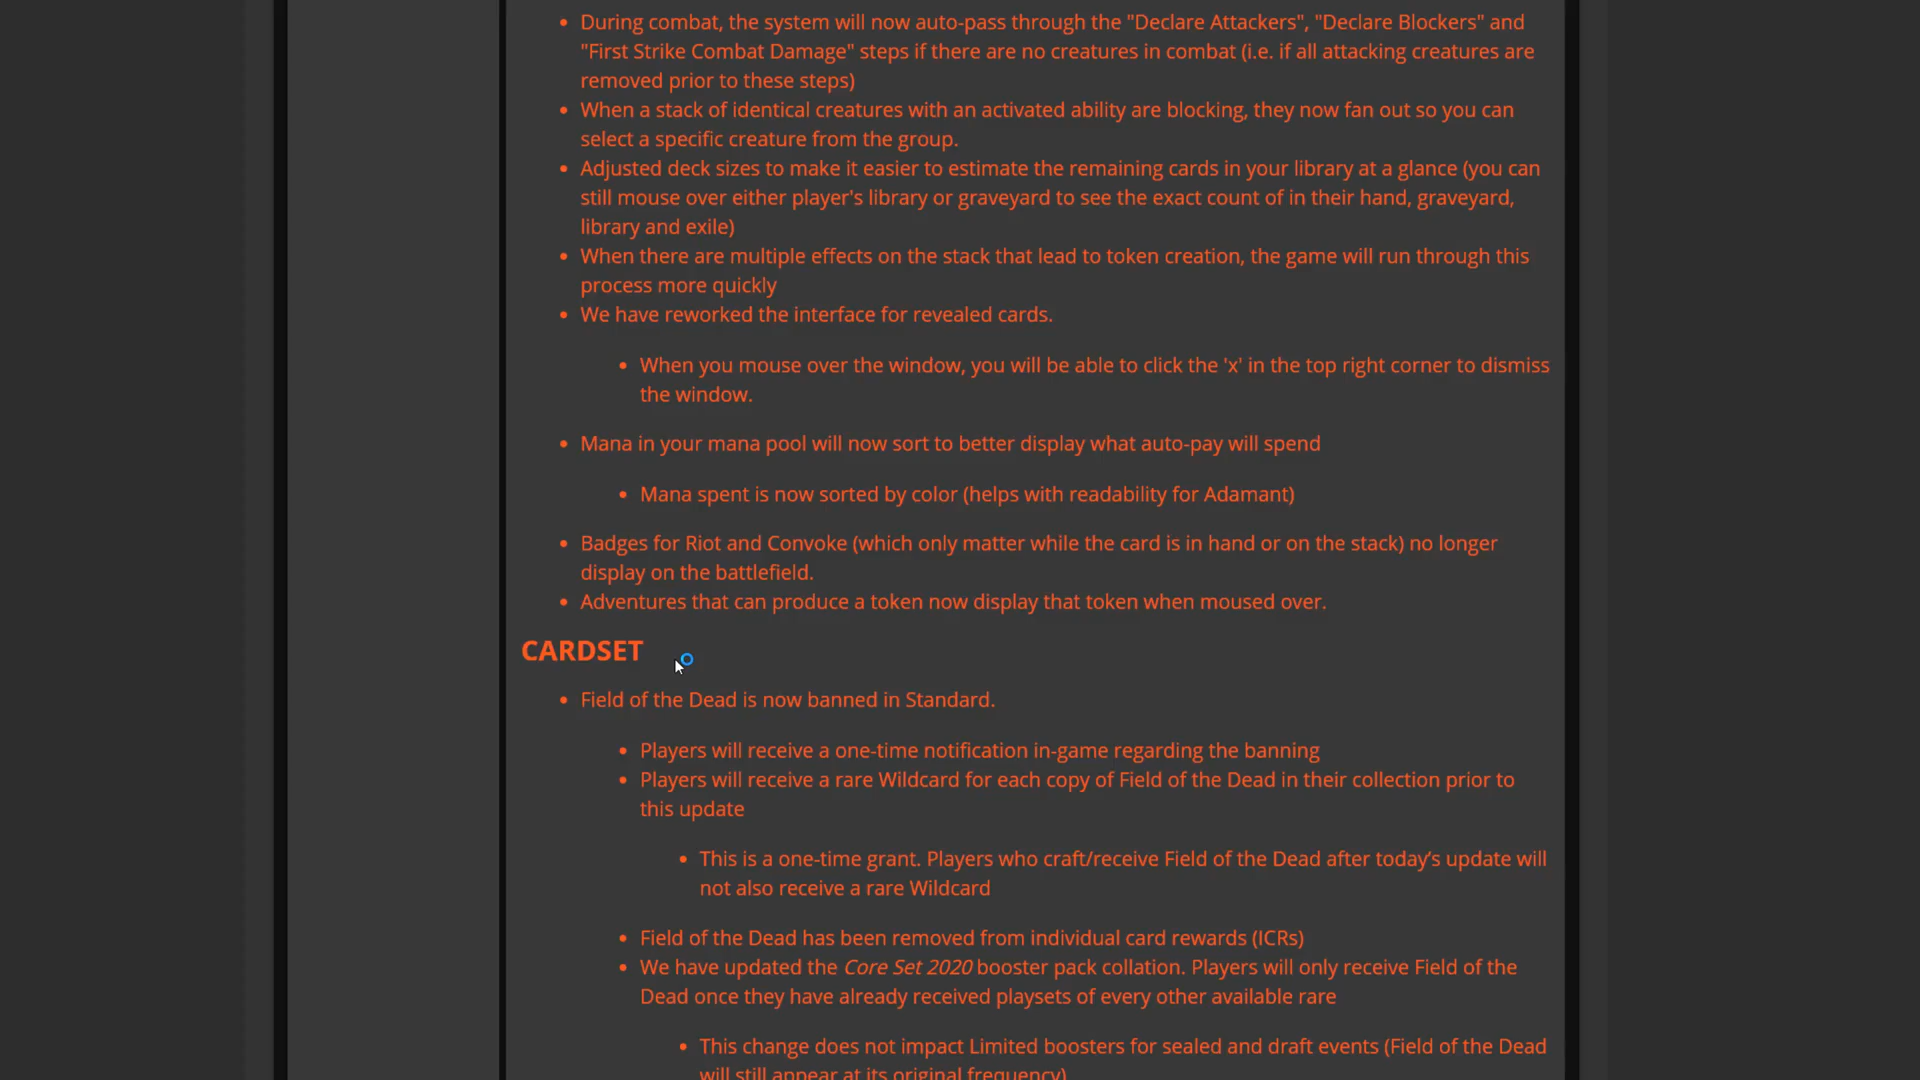 During combat, the system will now auto-pass through the "Declare Attackers", "Declare Blockers" and
"First Strike Combat Damage" steps if there are no creatures in combat (i.e. if all attacking creatures are
removed prior to these steps)
When a stack of identical creatures with an activated ability are blocking, they now fan out so you can
select a specific creature from the group.
Adjusted deck sizes to make it easier to estimate the remaining cards in your library at a glance (you can
still mouse over either player's library or graveyard to see the exact count of in their hand, graveyard,
library and exile)
When there are multiple effects on the stack that lead to token creation, the game will run through this
process more quickly
We have reworked the interface for revealed cards.
When you mouse over the window, you will be able to click the 'x' in the top right corner to dismiss
the window.
Mana in your mana pool will now sort to better display what auto-pay will spend
Mana spent is now sorted by color (helps with readability for Adamant)
Badges for Riot and Convoke (which only matter while the card is in hand or on the stack) no longer
display on the battlefield.
Adventures that can produce a token now display that token when moused over.
CARDSET
Field of the Dead is now banned in Standard.
Players will receive a one-time notification in-game regarding the banning
Players will receive a rare Wildcard for each copy of Field of the Dead in their collection prior to
this update
This is a one-time grant. Players who craft/receive Field of the Dead after today’s update will
not also receive a rare Wildcard
Field of the Dead has been removed from individual card rewards (ICRs)
We have updated the Core Set 2020 booster pack collation. Players will only receive Field of the
Dead once they have already received playsets of every other available rare
This change does not impact Limited boosters for sealed and draft events (Field of the Dead
will still appear at its original frequency)